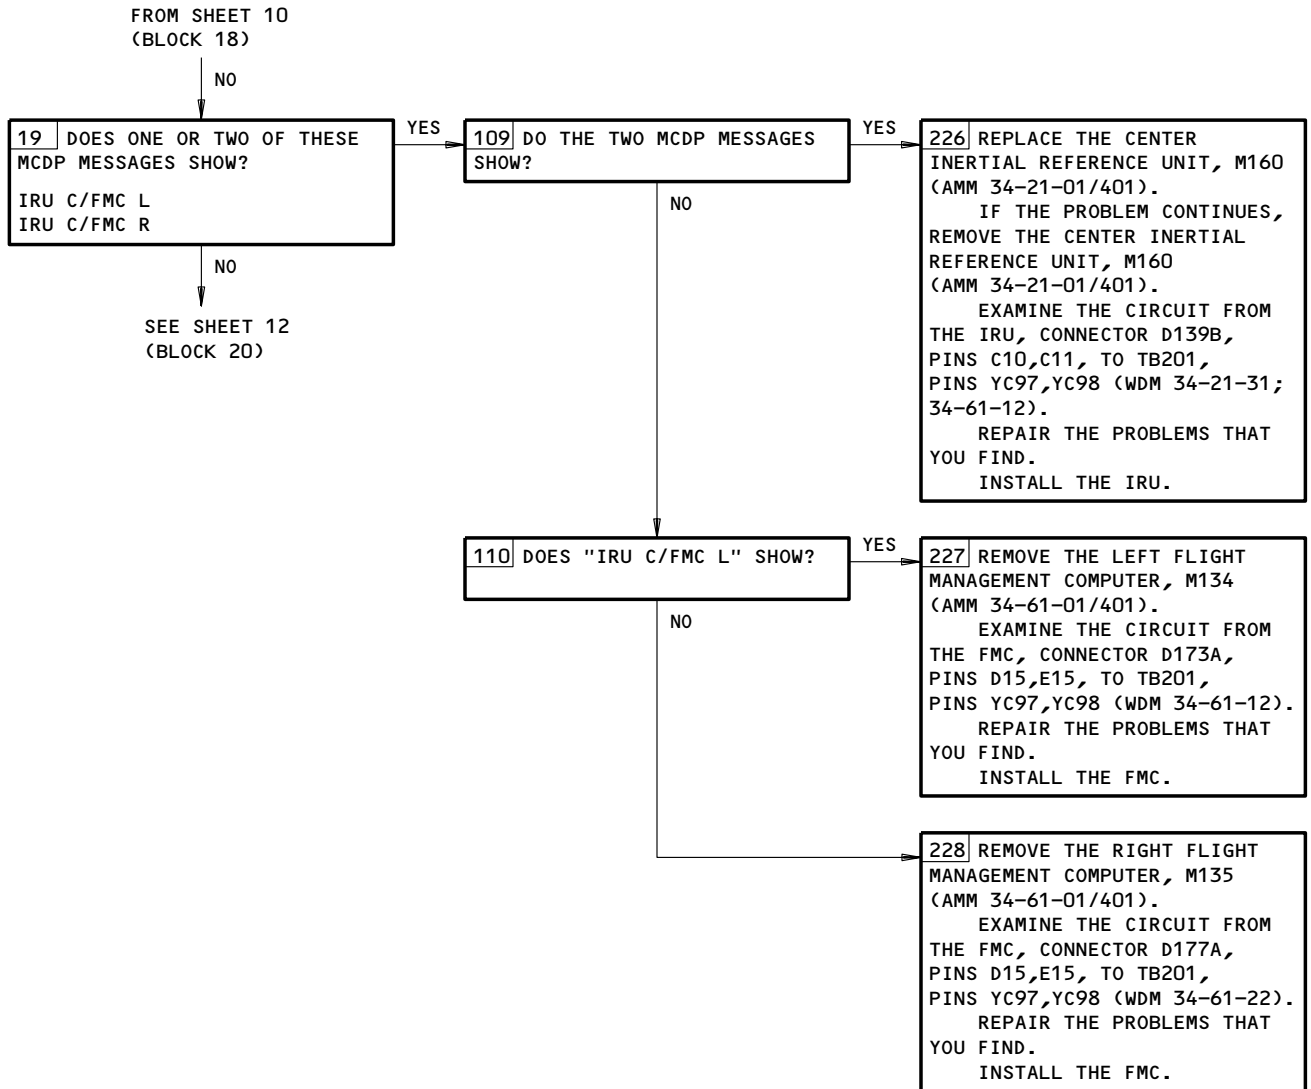 FROM SHEET 10
(BLOCK 18)
NO
19 DOES ONE OR TWO OF THESE
MCDP MESSAGES SHOW?
IRU C/FMC L
IRU C/FMC R
NO
SEE SHEET 12
(BLOCK 20)
YES
109 DO THE TWO MCDP MESSAGES
SHOW?
NO
YES
226 REPLACE THE CENTER
INERTIAL REFERENCE UNIT, M160
(AMM 34-21-01/401).
IF THE PROBLEM CONTINUES,
REMOVE THE CENTER INERTIAL
REFERENCE UNIT, M160
(AMM 34-21-01/401).
EXAMINE THE CIRCUIT FROM
THE IRU, CONNECTOR D139B,
PINS C10,C11, TO TB201,
PINS YC97,YC98 (WDM 34-21-31;
34-61-12).
REPAIR THE PROBLEMS THAT
YOU FIND.
INSTALL THE IRU.
110 DOES "IRU C/FMC L" SHOW?
NO
YES
227 REMOVE THE LEFT FLIGHT
MANAGEMENT COMPUTER, M134
(AMM 34-61-01/401).
EXAMINE THE CIRCUIT FROM
THE FMC, CONNECTOR D173A,
PINS D15,E15, TO TB201,
PINS YC97,YC98 (WDM 34-61-12).
REPAIR THE PROBLEMS THAT
YOU FIND.
INSTALL THE FMC.
228 REMOVE THE RIGHT FLIGHT
MANAGEMENT COMPUTER, M135
(AMM 34-61-01/401).
EXAMINE THE CIRCUIT FROM
THE FMC, CONNECTOR D177A,
PINS D15,E15, TO TB201,
PINS YC97,YC98 (WDM 34-61-22).
REPAIR THE PROBLEMS THAT
YOU FIND.
INSTALL THE FMC.